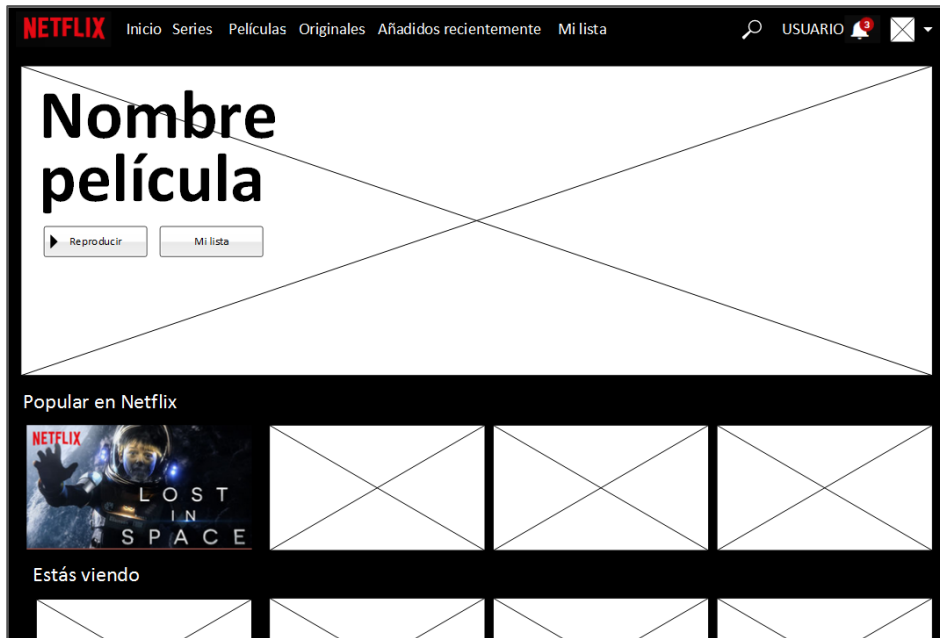 NETFLIX Inicio Series Películas Originales Añadidos recientemente Mi lista USUARIO 3
Nombre
película
Reproducir Mi lista
Popular en Netflix
NETFLIX
LOST
IN
SPACE
Estás viendo